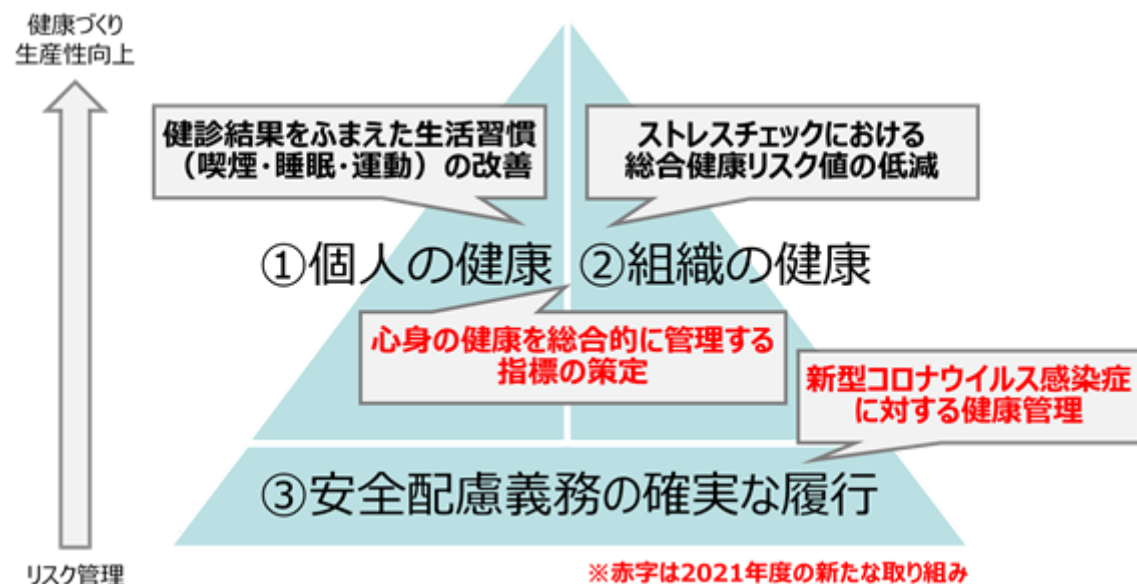 健康づくり
生産性向上
健診結果をふまえた生活習慣
（喫煙・睡眠・運動）の改善
ストレスチェックにおける
総合健康リスク値の低減
①個人の健康
②組織の健康
心身の健康を総合的に管理する
指標の策定
新型コロナウイルス感染症
に対する健康管理
③安全配慮義務の確実な履行
リスク管理
※赤字は2021年度の新たな取り組み